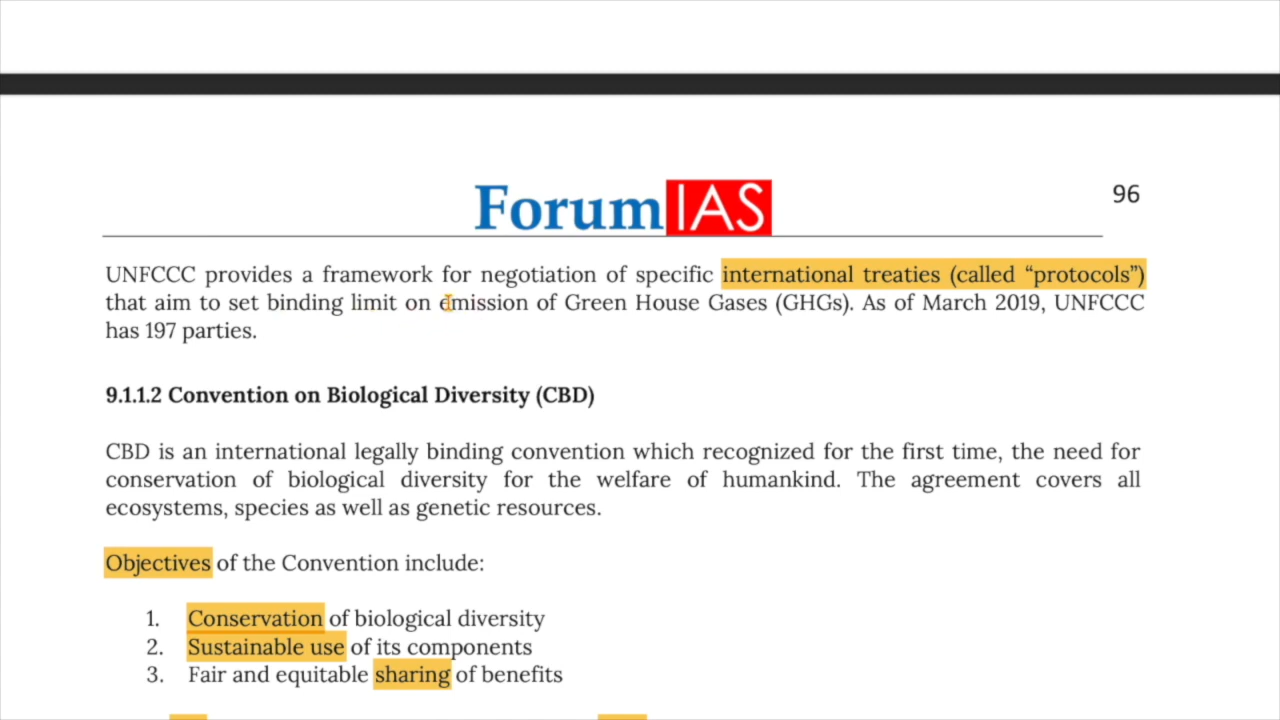 ForumIAS
96
UNFCCC provides a framework for negotiation of specific international treaties (called “protocols”)
that aim to set binding limit on emission of Green House Gases (GHGs). As of March 2019, UNFCCC
has 197 parties.
9.1.1.2 Convention on Biological Diversity (CBD)
CBD is an international legally binding convention which recognized for the first time, the need for
conservation of biological diversity for the welfare of humankind. The agreement covers all
ecosystems, species as well as genetic resources.
Objectives of the Convention include:
1. Conservation of biological diversity
2. Sustainable use of its components
3. Fair and equitable sharing of benefits